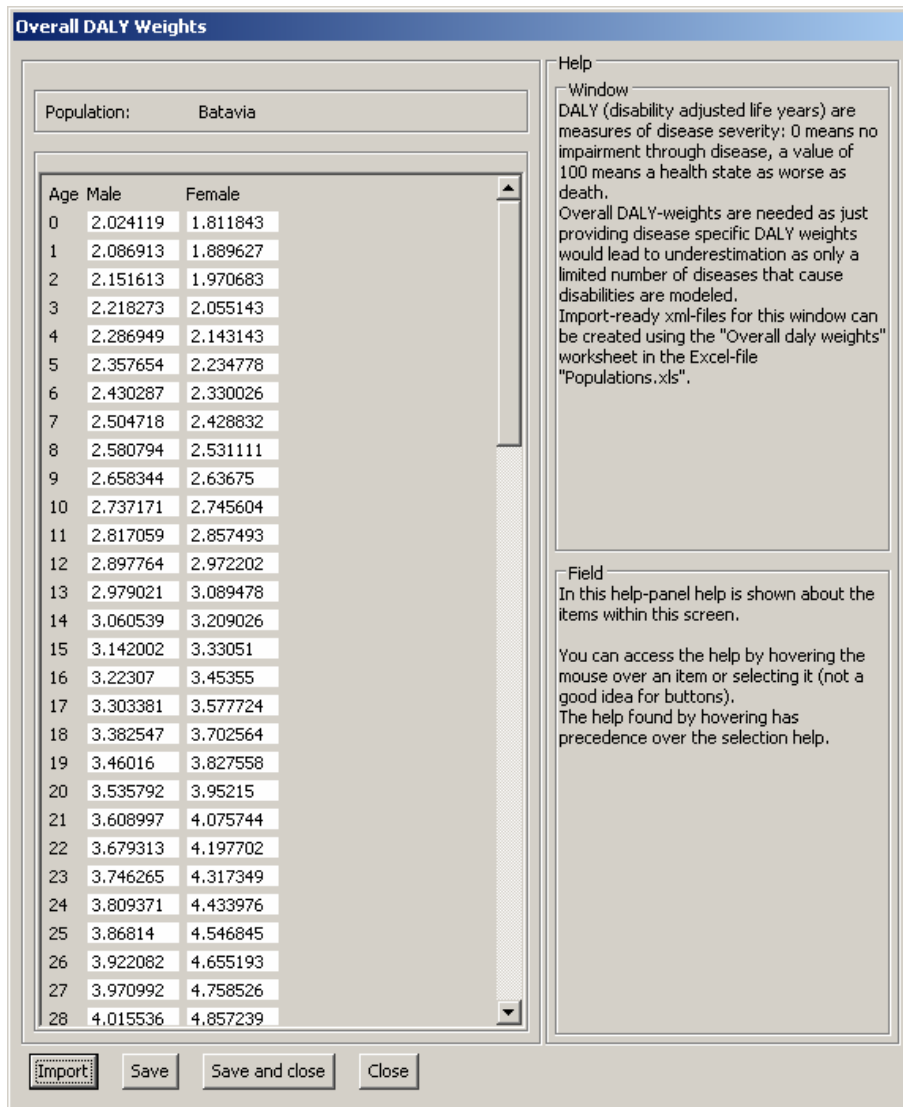 Overall DALY Weights
Population: Batavia
Age Male Female
0 2.024119 1.811843
1 2.086913 1.889627
2 2.151613 1.970683
3 2.218273 2.055143
4 2.286949 2.143143
5 2.357654 2.234778
6 2.430287 2.330026
7 2.504718 2.428832
8 2.580794 2.531111
9 2.658344 2.63675
10 2.737171 2.745604
11 2.817059 2.857493
12 2.897764 2.972202
13 2.979021 3.089478
14 3.060539 3.209026
15 3.142002 3.33051
16 3.22307 3.45355
17 3.303381 3.577724
18 3.382547 3.702564
19 3.46016 3.827558
20 3.535792 3.95215
21 3.608997 4.075744
22 3.679313 4.197702
23 3.746265 4.317349
24 3.809371 4.433976
25 3.86814 4.546845
26 3.922082 4.655193
27 3.970992 4.758526
28 4.015536 4.857239
Import Save Save and close Close
Help
Window
DALY (disability adjusted life years) are
measures of disease severity: 0 means no
impairment through disease, a value of
100 means a health state as worse as
death.
Overall DALY-weights are needed as just
providing disease specific DALY weights
would lead to underestimation as only a
limited number of diseases that cause
disabilities are modeled.
Import-ready xml-files for this window can
be created using the "Overall daly weights"
worksheet in the Excel-file
"Populations.xls".
Field
In this help-panel help is shown about the
items within this screen.
You can access the help by hovering the
mouse over an item or selecting it (not a
good idea for buttons).
The help found by hovering has
precedence over the selection help.